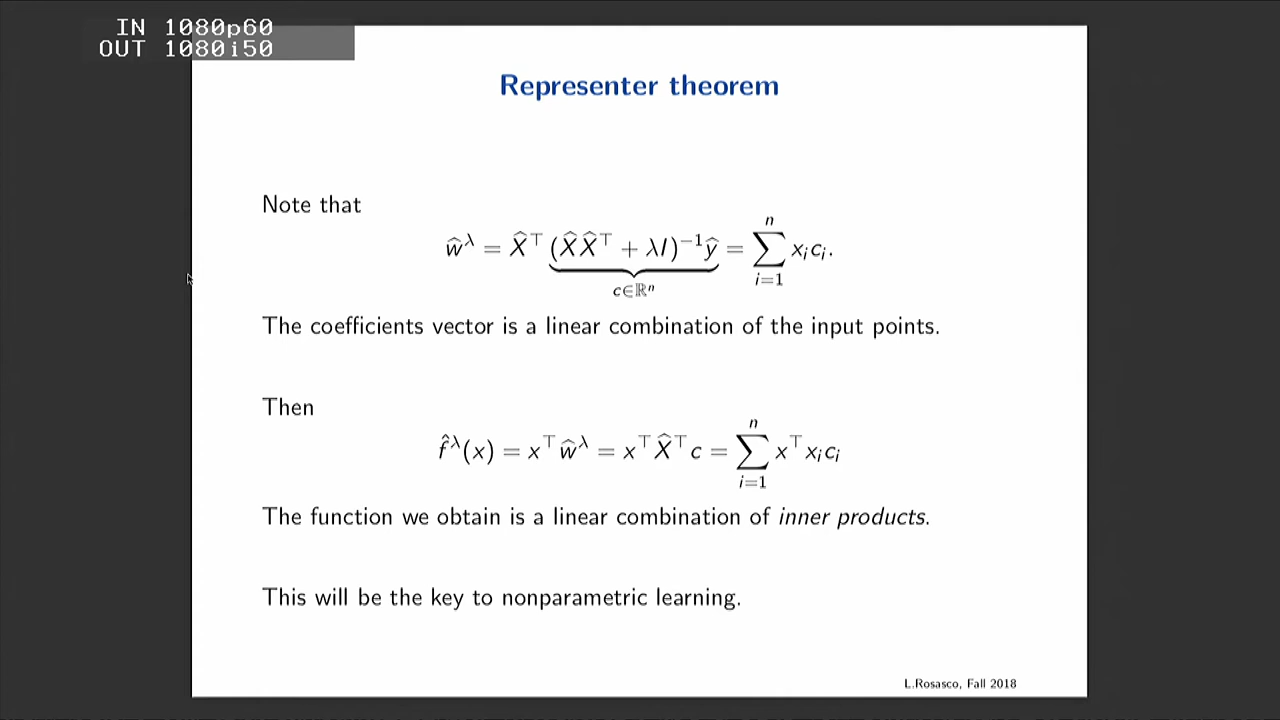 IN 1080p60
OUT 1080i50
Representer theorem
Note that
ŵ^λ = X̂^⊤ (X̂X̂^⊤ + λI)^{−1}ŷ = ∑_{i=1}^{n} x_i c_i.
c∈ℝ^n
The coefficients vector is a linear combination of the input points.
Then
f̂^λ(x) = x^⊤ŵ^λ = x^⊤X̂^⊤c = ∑_{i=1}^{n} x^⊤x_i c_i
The function we obtain is a linear combination of inner products.
This will be the key to nonparametric learning.
L.Rosasco, Fall 2018